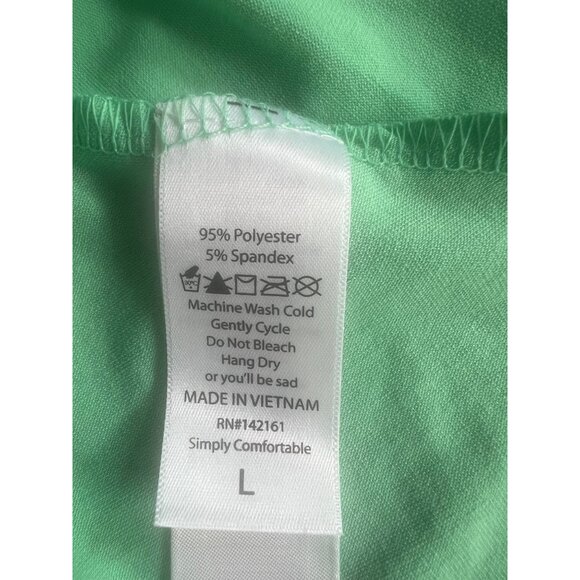 95% Polyester
5% Spandex
30°C
Machine Wash Cold
Gently Cycle
Do Not Bleach
Hang Dry
or you'll be sad
MADE IN VIETNAM
RN#142161
Simply Comfortable
L